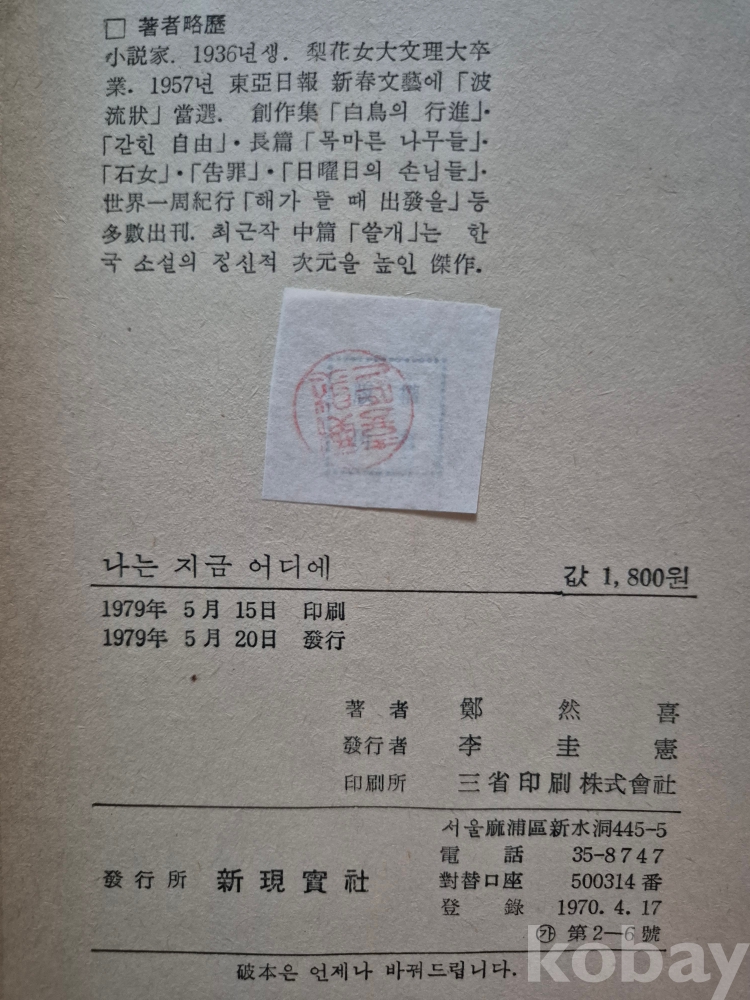 □ 著者略歷
小説家. 1936년생. 梨花女大文理大卒
業. 1957년 東亞日報 新春文藝에「波
流狀」當選. 創作集「白鳥의 行進」·
「갇힌 自由」·長篇「목마른 나무들」·
「石女」·「告罪」·「日曜日의 손님들」·
世界一周紀行「해가 뜰 때 出發을」등
多數出刊. 최근작 中篇「쓸개」는 한
국 소설의 정신적 次元을 높인 傑作.
나는 지금 어디에 값 1,800원
1979年 5月 15日 印刷
1979年 5月 20日 發行
著者 鄭然喜
發行者 李圭憲
印刷所 三省印刷株式會社
서울麻浦區新水洞445-5
電話 35-8747
發行所 新現實社 對替口座 500314番
登錄 1970.4.17
㉮ 第2-6號
破本은 언제나 바꿔드립니다.
kobay